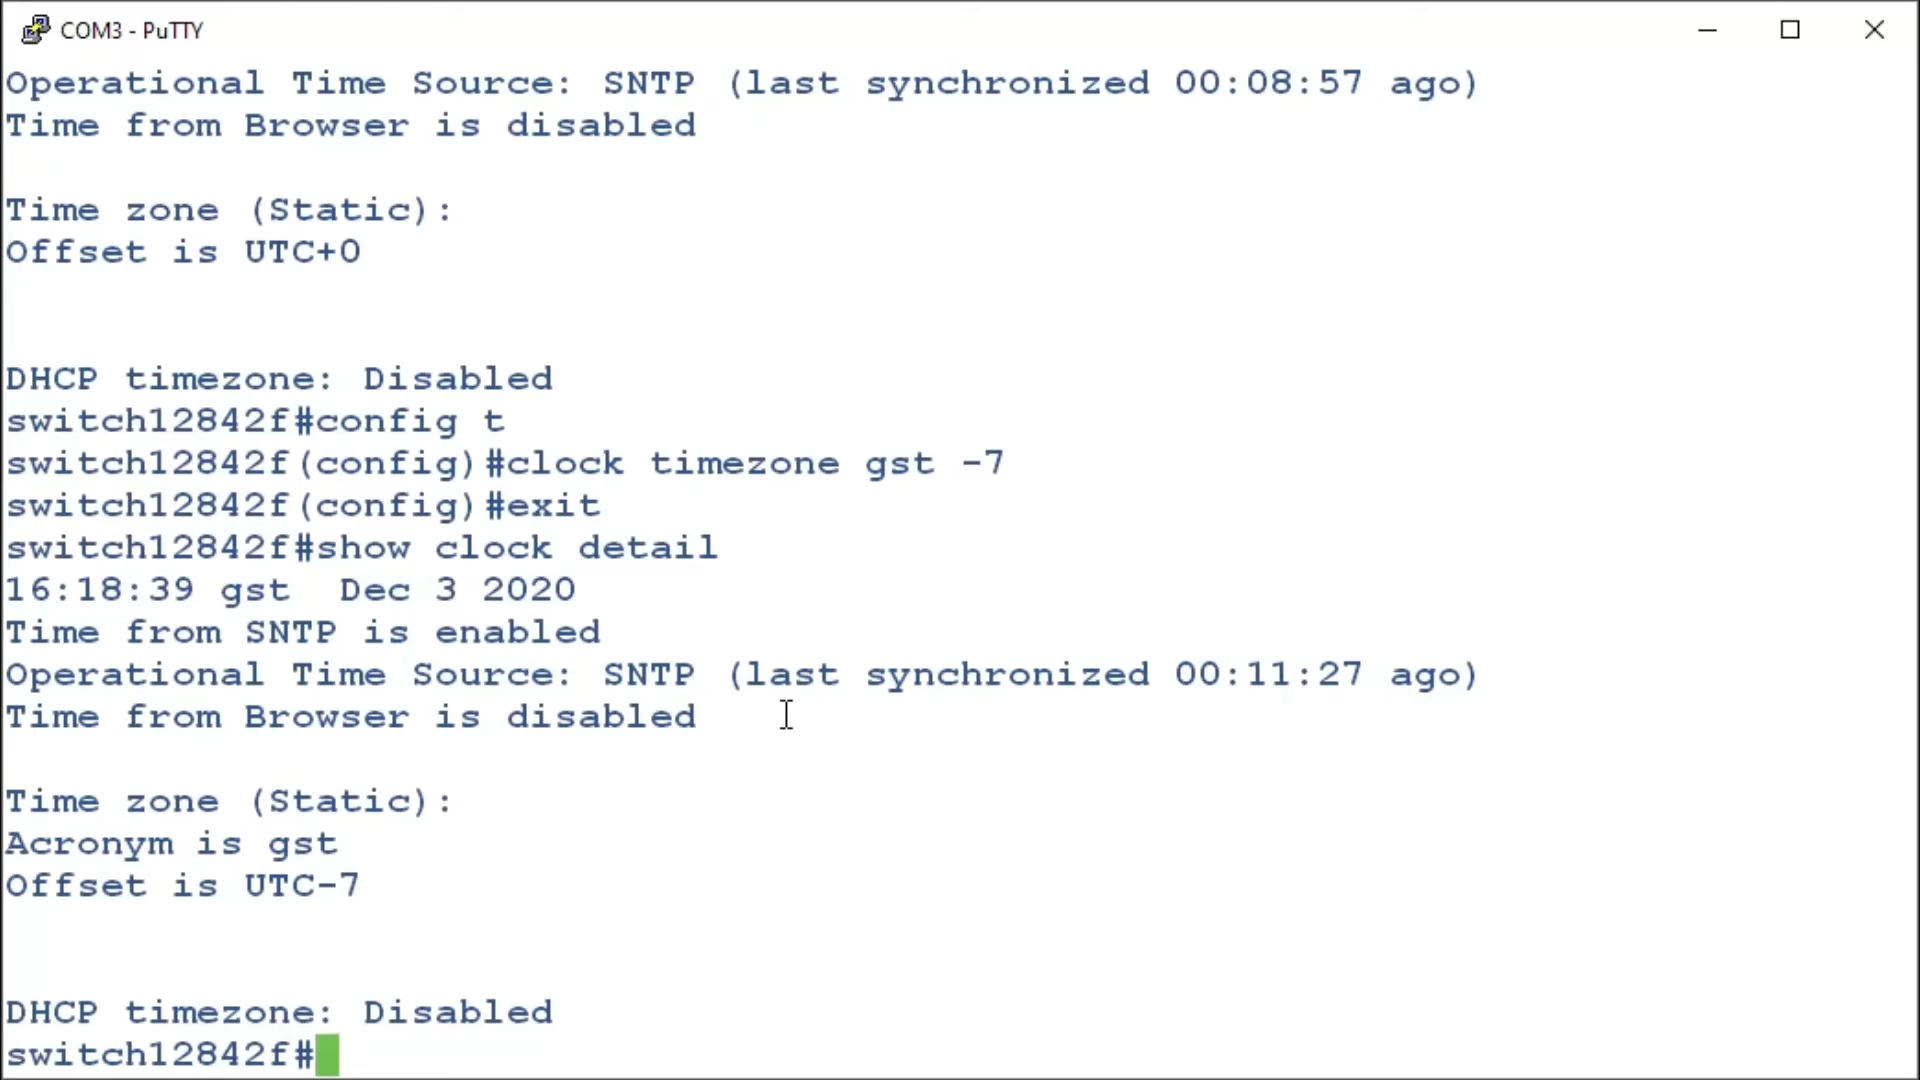 COM3 - PuTTY
Operational Time Source: SNTP (last synchronized 00:08:57 ago)
Time from Browser is disabled
Time zone (Static):
Offset is UTC+0
DHCP timezone: Disabled
switch12842f#config t
switch12842f(config)#clock timezone gst -7
switch12842f(config)#exit
switch12842f#show clock detail
16:18:39 gst  Dec 3 2020
Time from SNTP is enabled
Operational Time Source: SNTP (last synchronized 00:11:27 ago)
Time from Browser is disabled
Time zone (Static):
Acronym is gst
Offset is UTC-7
DHCP timezone: Disabled
switch12842f#